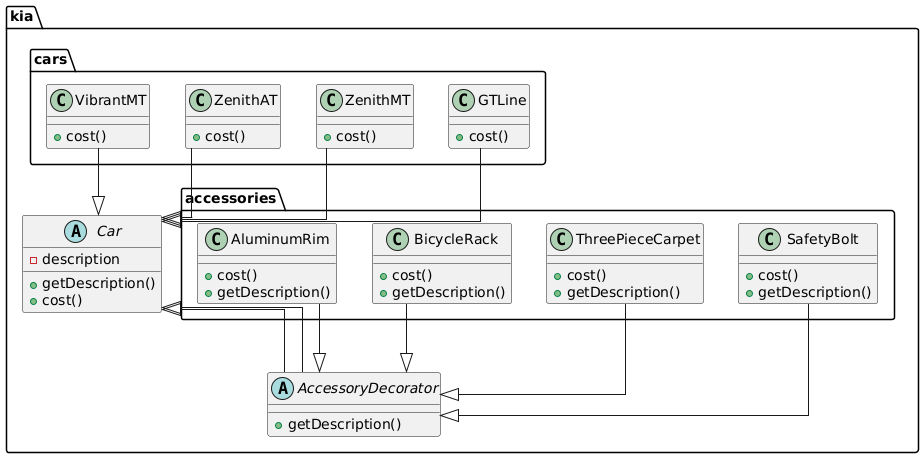 kia
cars
C VibrantMT
cost()
C ZenithAT
cost()
C ZenithMT
cost()
C GTLine
cost()
accessories
A Car
description
getDescription()
cost()
C AluminumRim
cost()
getDescription()
C BicycleRack
cost()
getDescription()
C ThreePieceCarpet
cost()
getDescription()
C SafetyBolt
cost()
getDescription()
A AccessoryDecorator
getDescription()